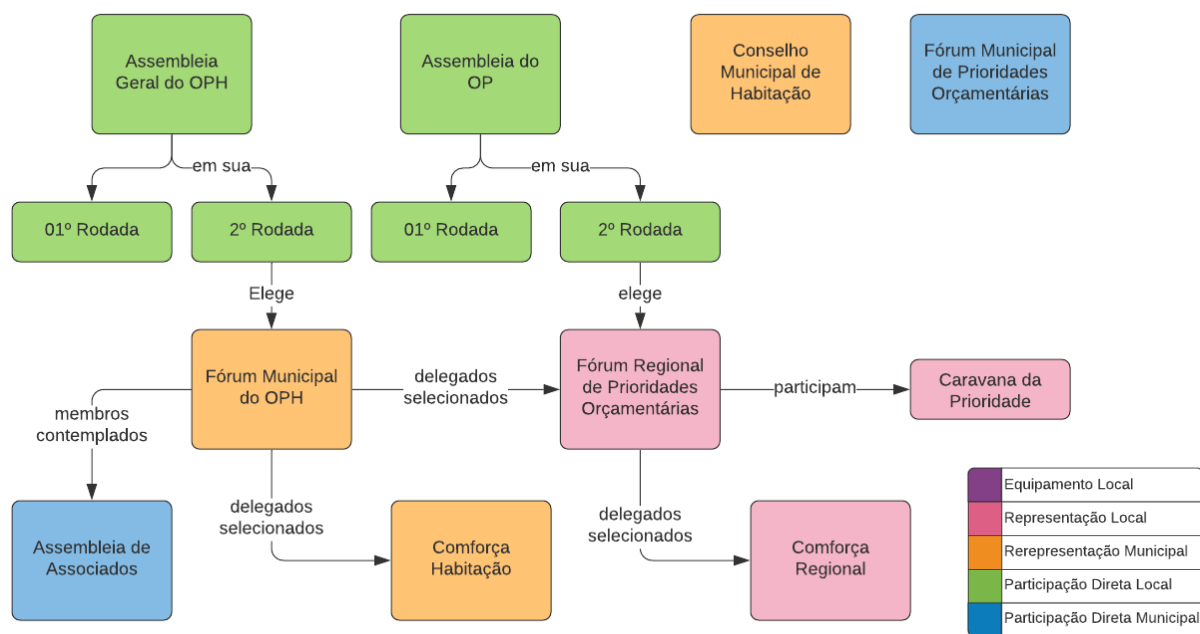 Assembleia
Geral do OPH
Assembleia do
OP
Conselho
Municipal de
Habitação
Fórum Municipal
de Prioridades
Orçamentárias
em sua
em sua
01º Rodada
2º Rodada
01º Rodada
2º Rodada
Elege
elege
Fórum Municipal
do OPH
delegados
selecionados
Fórum Regional
de Prioridades
Orçamentárias
participam
Caravana da
Prioridade
membros
contemplados
delegados
selecionados
delegados
selecionados
Assembleia de
Associados
Comforça
Habitação
Comforça
Regional
Equipamento Local
Representação Local
Rerepresentação Municipal
Participação Direta Local
Participação Direta Municipal